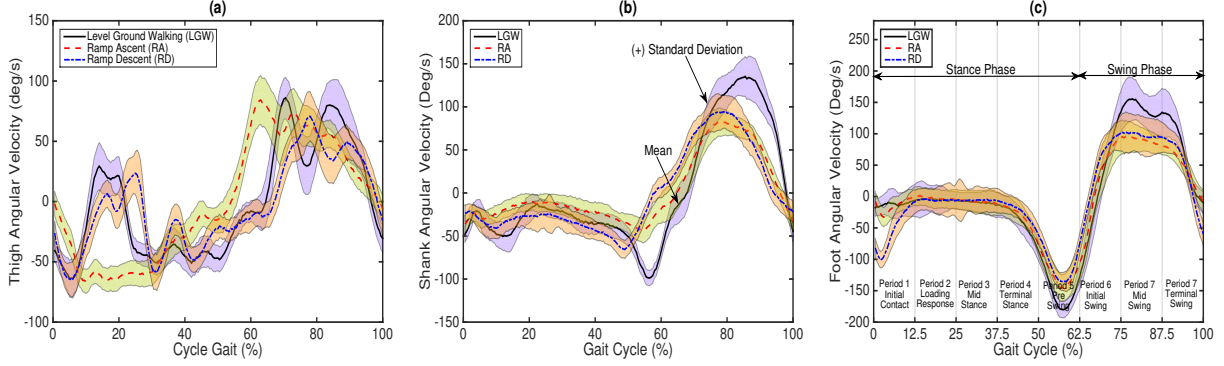 (a)
Thigh Angular Velocity (deg/s)
150
100
50
0
-50
-100
0
20
40
60
80
100
Cycle Gait (%)
Level Ground Walking (LGW)
Ramp Ascent (RA)
Ramp Descent (RD)
(b)
Shank Angular Velocity (Deg/s)
200
150
100
50
0
-50
-100
-150
0
20
40
60
80
100
Gait Cycle (%)
LGW
RA
RD
(+) Standard Deviation
Mean
(c)
Foot Angular Velocity (Deg/s)
250
200
150
100
50
0
-50
-100
-150
-200
0
12.5
25
37.5
50
62.5
75
87.5
100
Gait Cycle (%)
LGW
RA
RD
Stance Phase
Swing Phase
Period 1
Initial
Contact
Period 2
Loading
Response
Period 3
Mid
Stance
Period 4
Terminal
Stance
Period 5
Pre
Swing
Period 6
Initial
Swing
Period 7
Mid
Swing
Period 7
Terminal
Swing